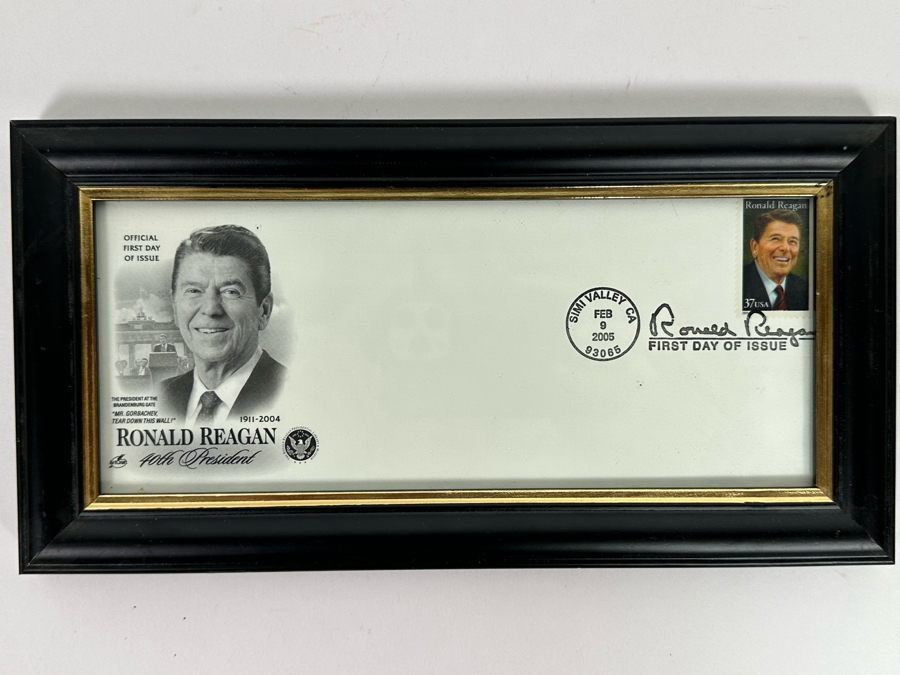 OFFICIAL
FIRST DAY
OF ISSUE
THE PRESIDENT AT THE
BRANDENBURG GATE
"MR. GORBACHEV,
TEAR DOWN THIS WALL!"
1911-2004
RONALD REAGAN
40th President
Ronald Reagan
37 USA
SIMI VALLEY CA
FEB
9
2005
93065
Ronald Reagan
FIRST DAY OF ISSUE